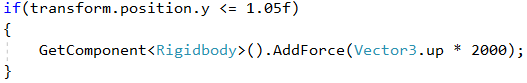 if(transform.position.y <= 1.05f)
{
GetComponent<Rigidbody>().AddForce(Vector3.up * 2000);
}